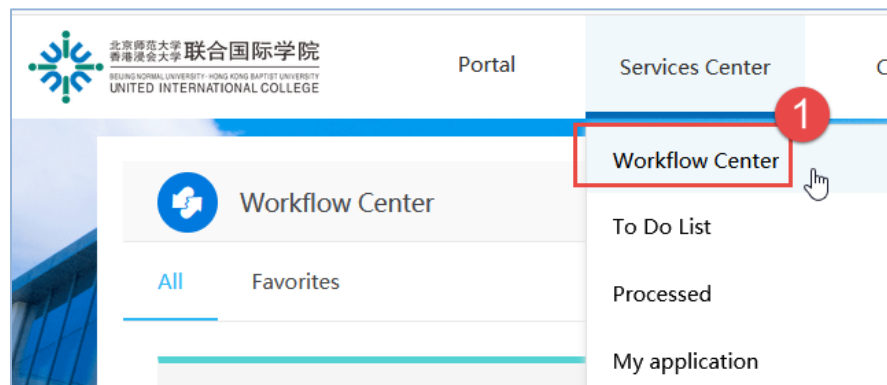 北京师范大学
香港浸会大学 联合国际学院
BEIJING NORMAL UNIVERSITY · HONG KONG BAPTIST UNIVERSITY
UNITED INTERNATIONAL COLLEGE
Portal
Services Center
1
Workflow Center
To Do List
Processed
My application
Workflow Center
All
Favorites